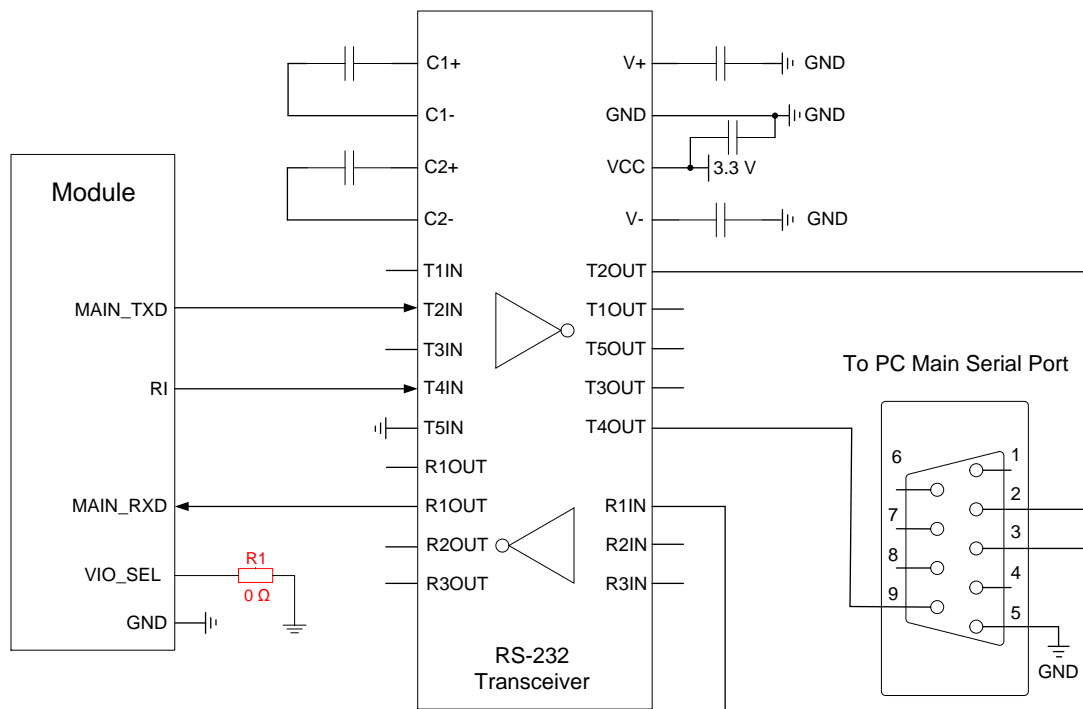 Module
MAIN_TXD
RI
MAIN_RXD
VIO_SEL
GND
R1
0 Ω
C1+
C1-
C2+
C2-
T1IN
T2IN
T3IN
T4IN
T5IN
R1OUT
R1OUT
R2OUT
R3OUT
V+
GND
VCC
V-
T2OUT
T1OUT
T5OUT
T3OUT
T4OUT
R1IN
R2IN
R3IN
RS-232
Transceiver
GND
GND
3.3 V
GND
To PC Main Serial Port
6
7
8
9
1
2
3
4
5
GND